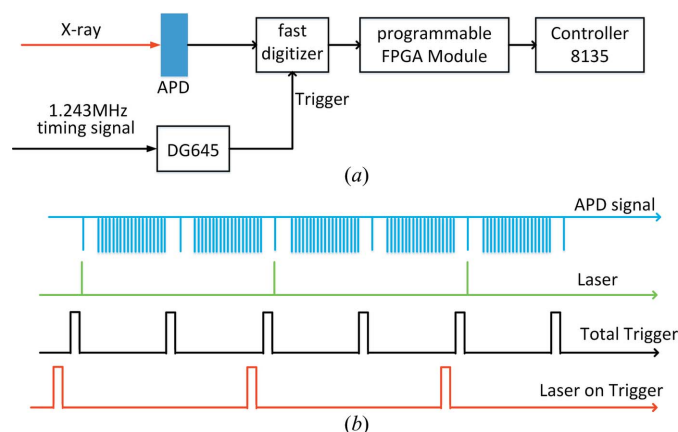 X-ray
APD
fast
digitizer
programmable
FPGA Module
Controller
8135
1.243MHz
timing signal
DG645
Trigger
(a)
APD signal
Laser
Total Trigger
Laser on Trigger
(b)